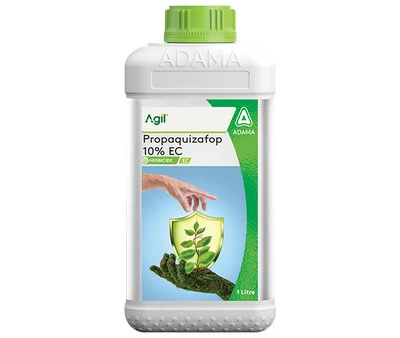 ADAMA
Agil
ADAMA
Propaquizafop
10% EC
HERBICIDE EC
1 Litre